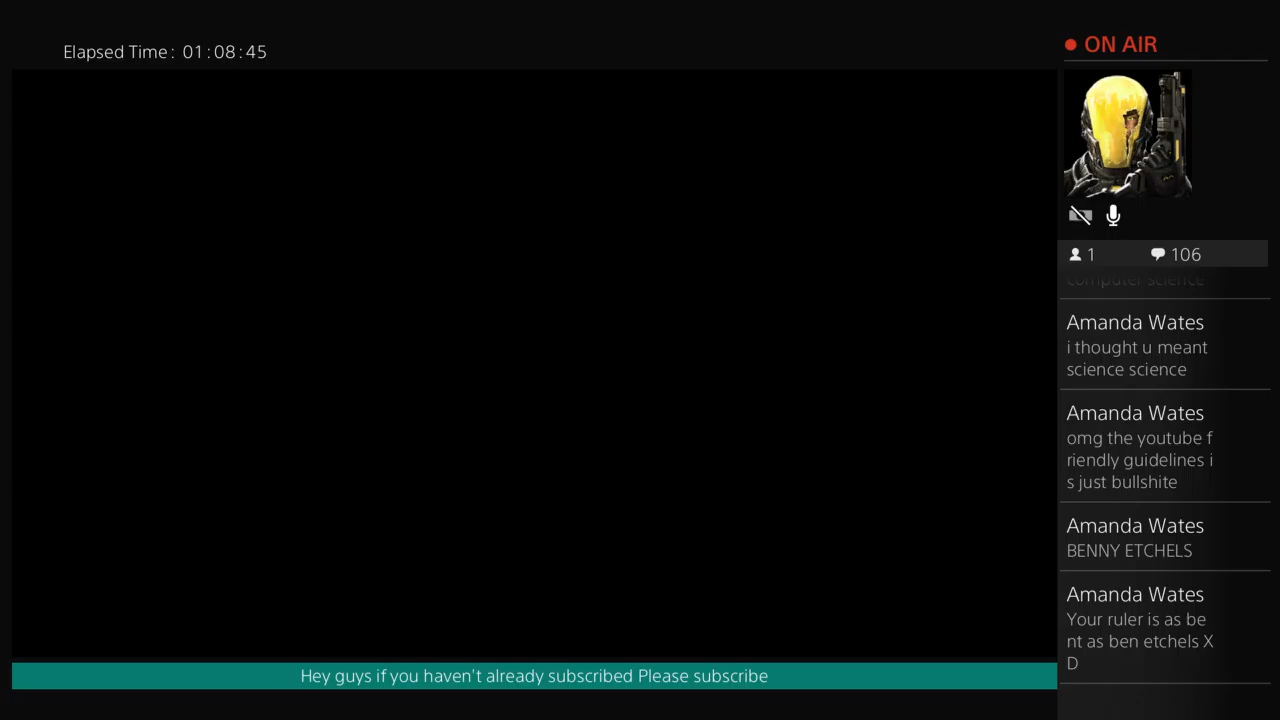 Elapsed Time: 01:08:45
ON AIR
1 106
computer science
Amanda Wates
i thought u meant
science science
Amanda Wates
omg the youtube f
riendly guidelines i
s just bullshite
Amanda Wates
BENNY ETCHELS
Amanda Wates
Your ruler is as be
nt as ben etchels X
D
Hey guys if you haven't already subscribed Please subscribe